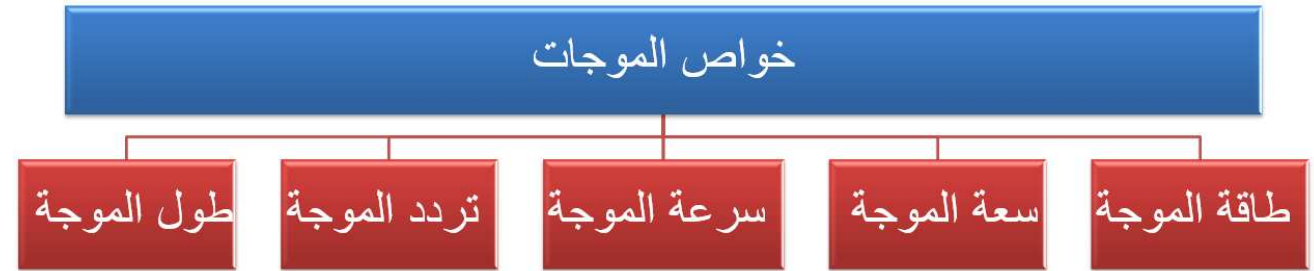 خواص الموجات
طاقة الموجة
سعة الموجة
سرعة الموجة
تردد الموجة
طول الموجة